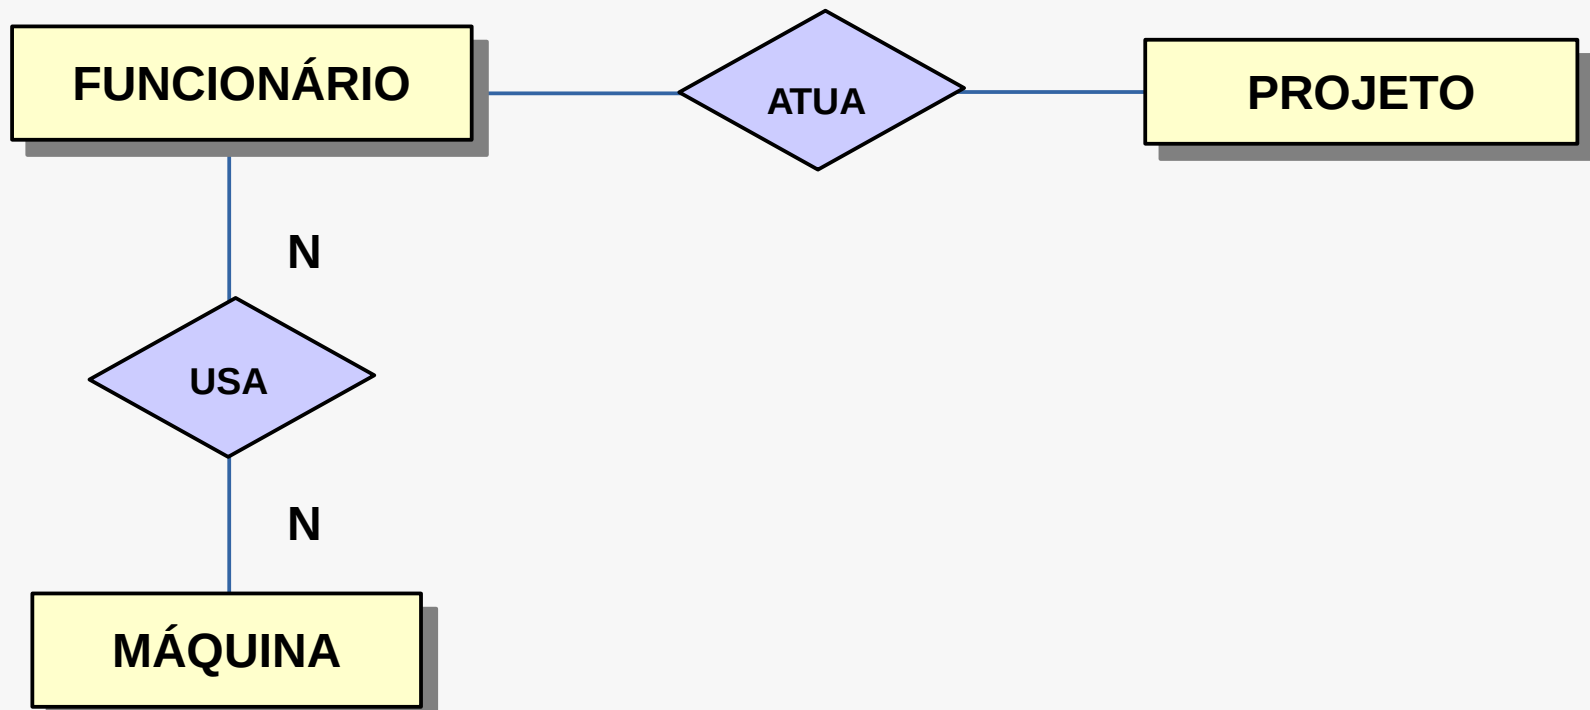 FUNCIONÁRIO
ATUA
PROJETO
N
USA
N
MÁQUINA